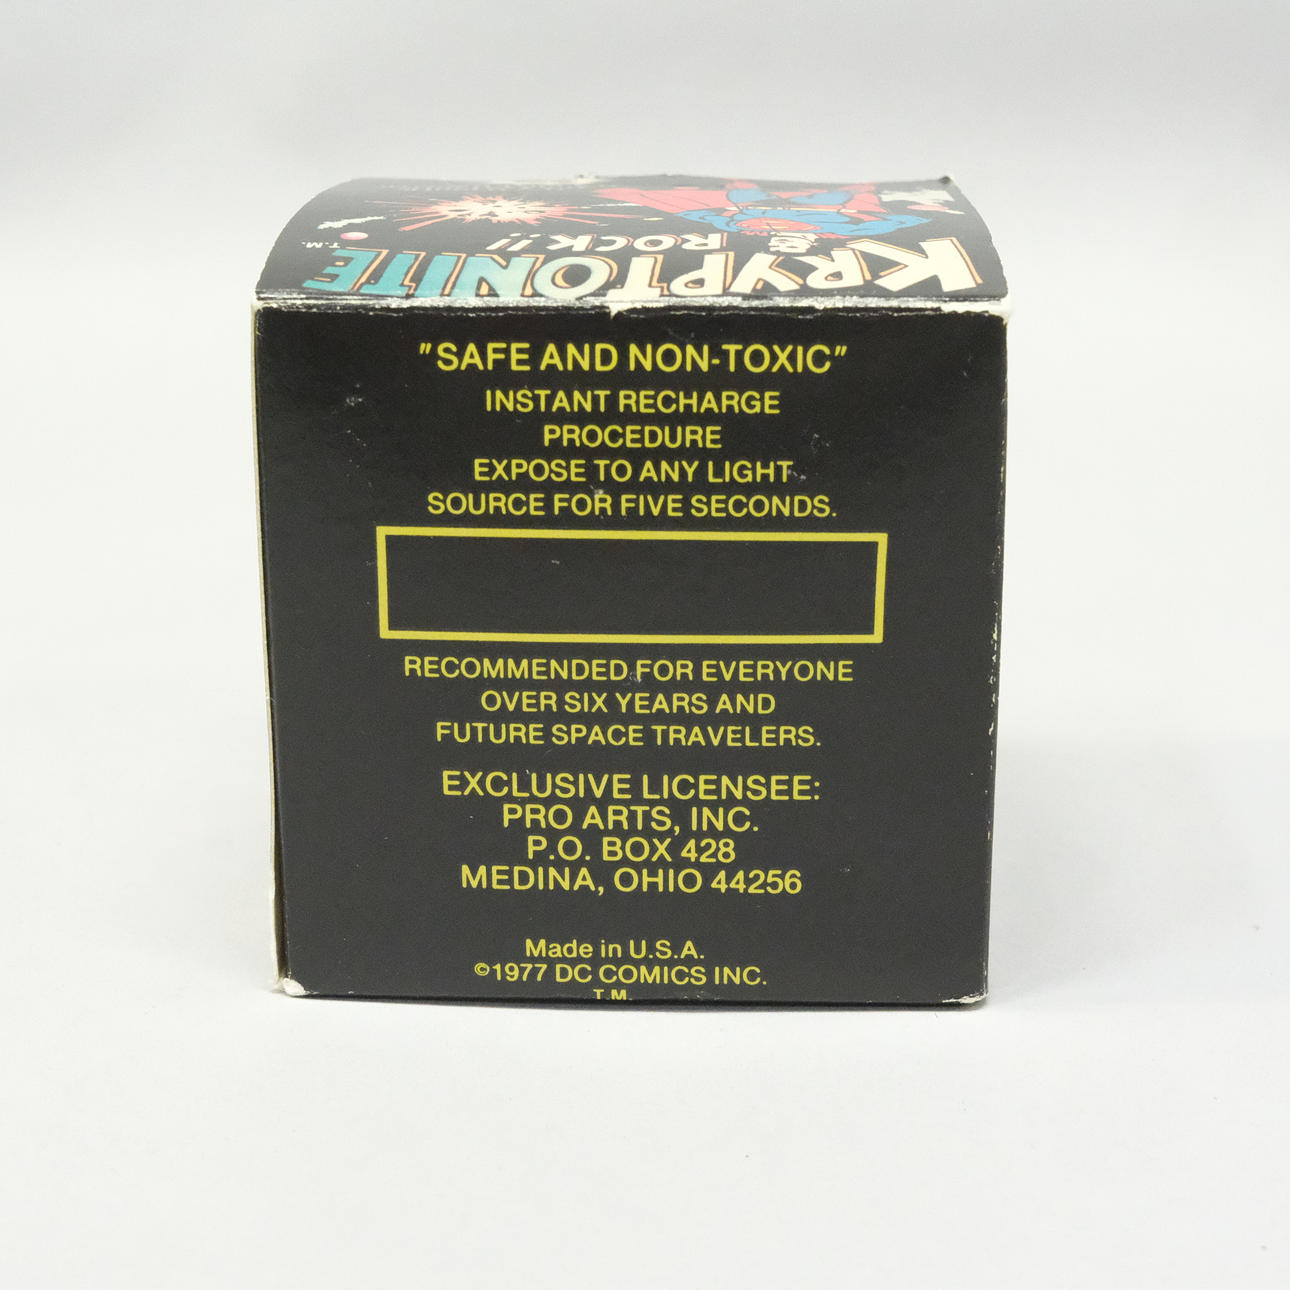 KRYPTONITE
ROCK!!
T.M.
"SAFE AND NON-TOXIC"
INSTANT RECHARGE
PROCEDURE
EXPOSE TO ANY LIGHT
SOURCE FOR FIVE SECONDS.
RECOMMENDED FOR EVERYONE
OVER SIX YEARS AND
FUTURE SPACE TRAVELERS.
EXCLUSIVE LICENSEE:
PRO ARTS, INC.
P.O. BOX 428
MEDINA, OHIO 44256
Made in U.S.A.
©1977 DC COMICS INC.
T.M.